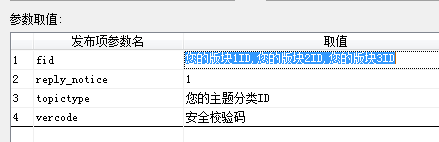 参数取值:
发布项参数名 取值
1 fid 您的版块1ID,您的版块2ID,您的版块3ID
2 reply_notice 1
3 topictype 您的主题分类ID
4 vercode 安全校验码